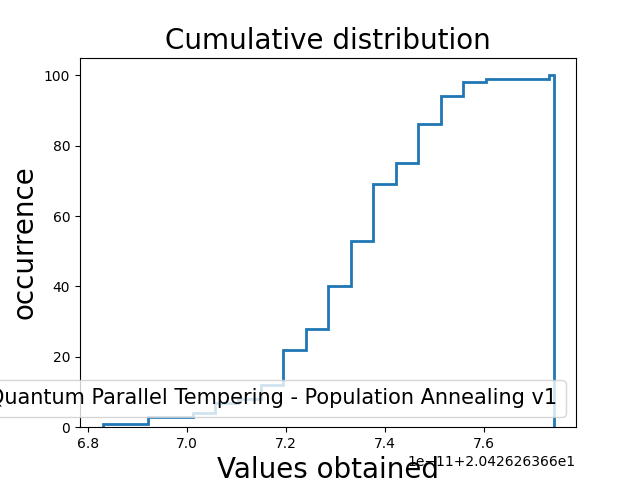 Cumulative distribution
occurrence
100
80
60
40
20
0
Quantum Parallel Tempering - Population Annealing v1
6.8 7.0 7.2 7.4 7.6
1e−11+2.042626366e1
Values obtained